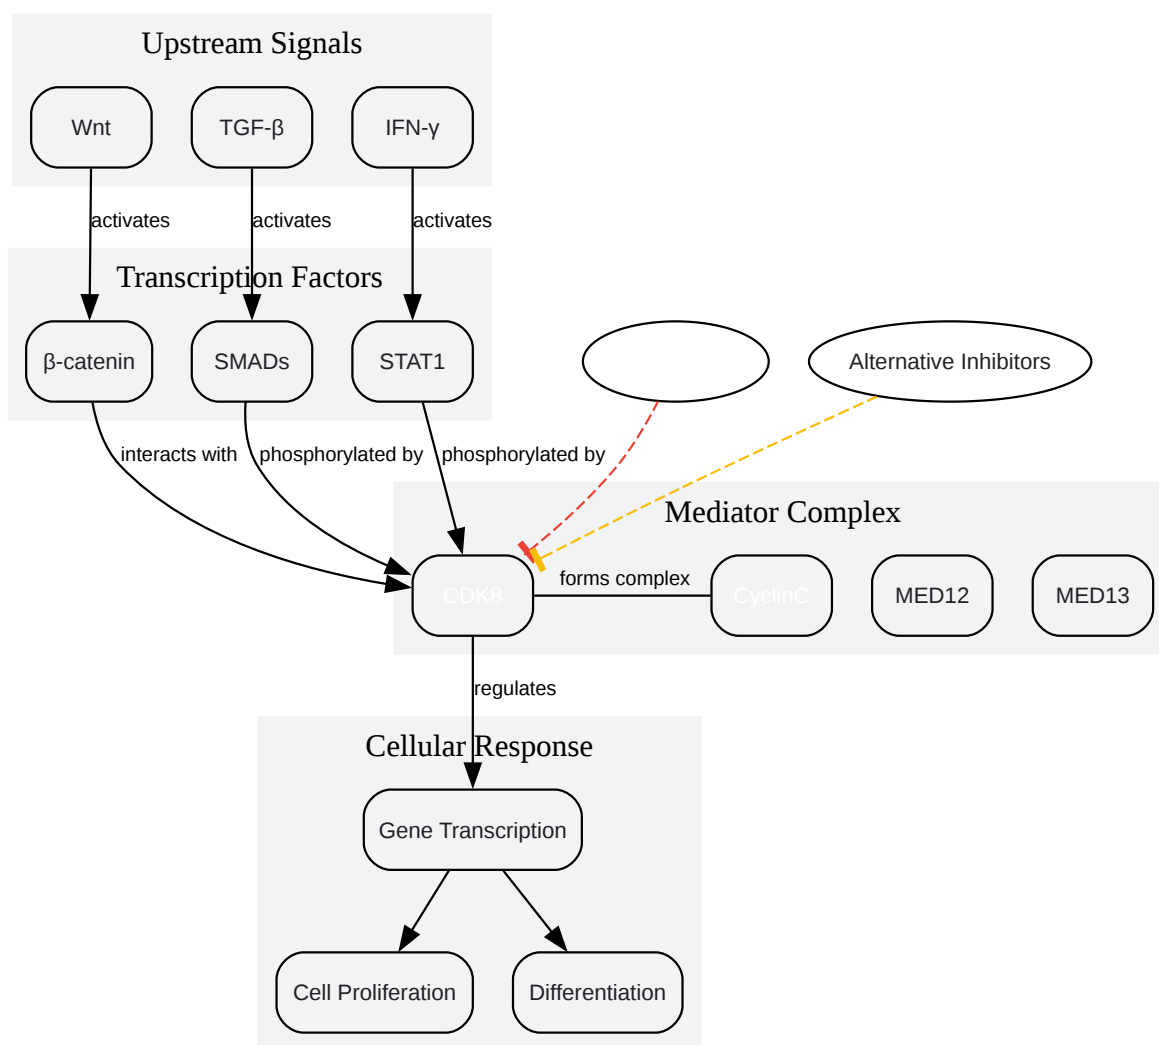 Upstream Signals
Wnt
TGF-β
IFN-γ
activates
activates
activates
Transcription Factors
β-catenin
SMADs
STAT1
Alternative Inhibitors
interacts with
phosphorylated by
phosphorylated by
Mediator Complex
CDK8
forms complex
CyclinC
MED12
MED13
regulates
Cellular Response
Gene Transcription
Cell Proliferation
Differentiation